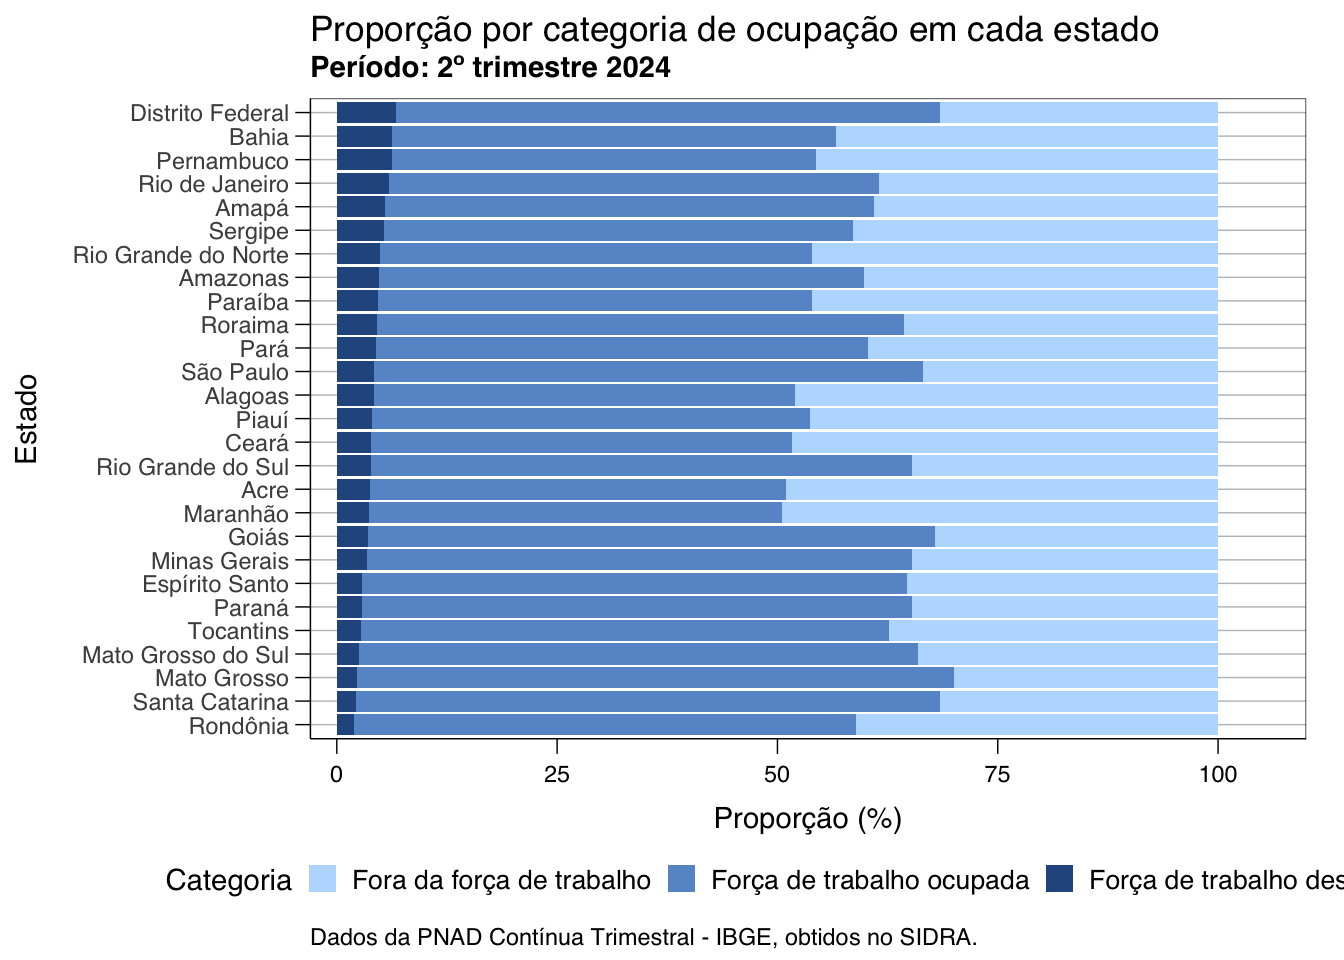 Proporção por categoria de ocupação em cada estado
Período: 2º trimestre 2024
Distrito Federal
Bahia
Pernambuco
Rio de Janeiro
Amapá
Sergipe
Rio Grande do Norte
Amazonas
Paraíba
Roraima
Pará
São Paulo
Alagoas
Piauí
Ceará
Rio Grande do Sul
Acre
Maranhão
Goiás
Minas Gerais
Espírito Santo
Paraná
Tocantins
Mato Grosso do Sul
Mato Grosso
Santa Catarina
Rondônia
Estado
0 25 50 75 100
Proporção (%)
Categoria Fora da força de trabalho Força de trabalho ocupada Força de trabalho
Dados da PNAD Contínua Trimestral - IBGE, obtidos no SIDRA.